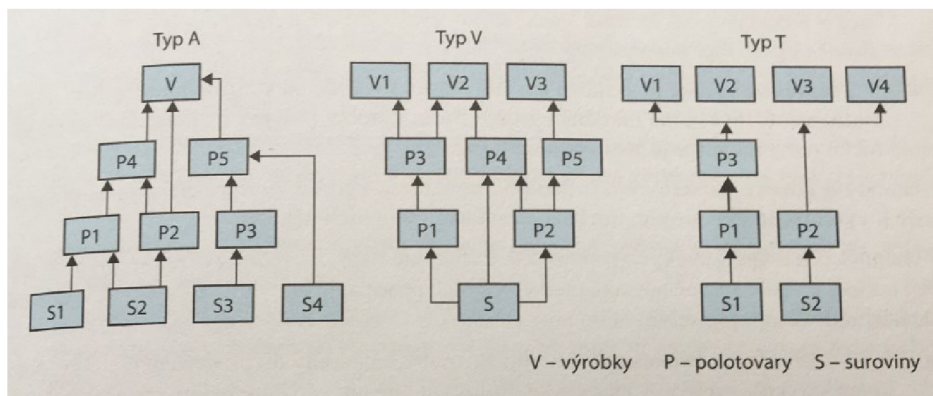 Typ A
V
P4
P5
P1
P2
P3
S1
S2
S3
S4
Typ V
V1
V2
V3
P3
P4
P5
P1
P2
S
Typ T
V1
V2
V3
V4
P3
P1
P2
S1
S2
V – výrobky P – polotovary S – suroviny